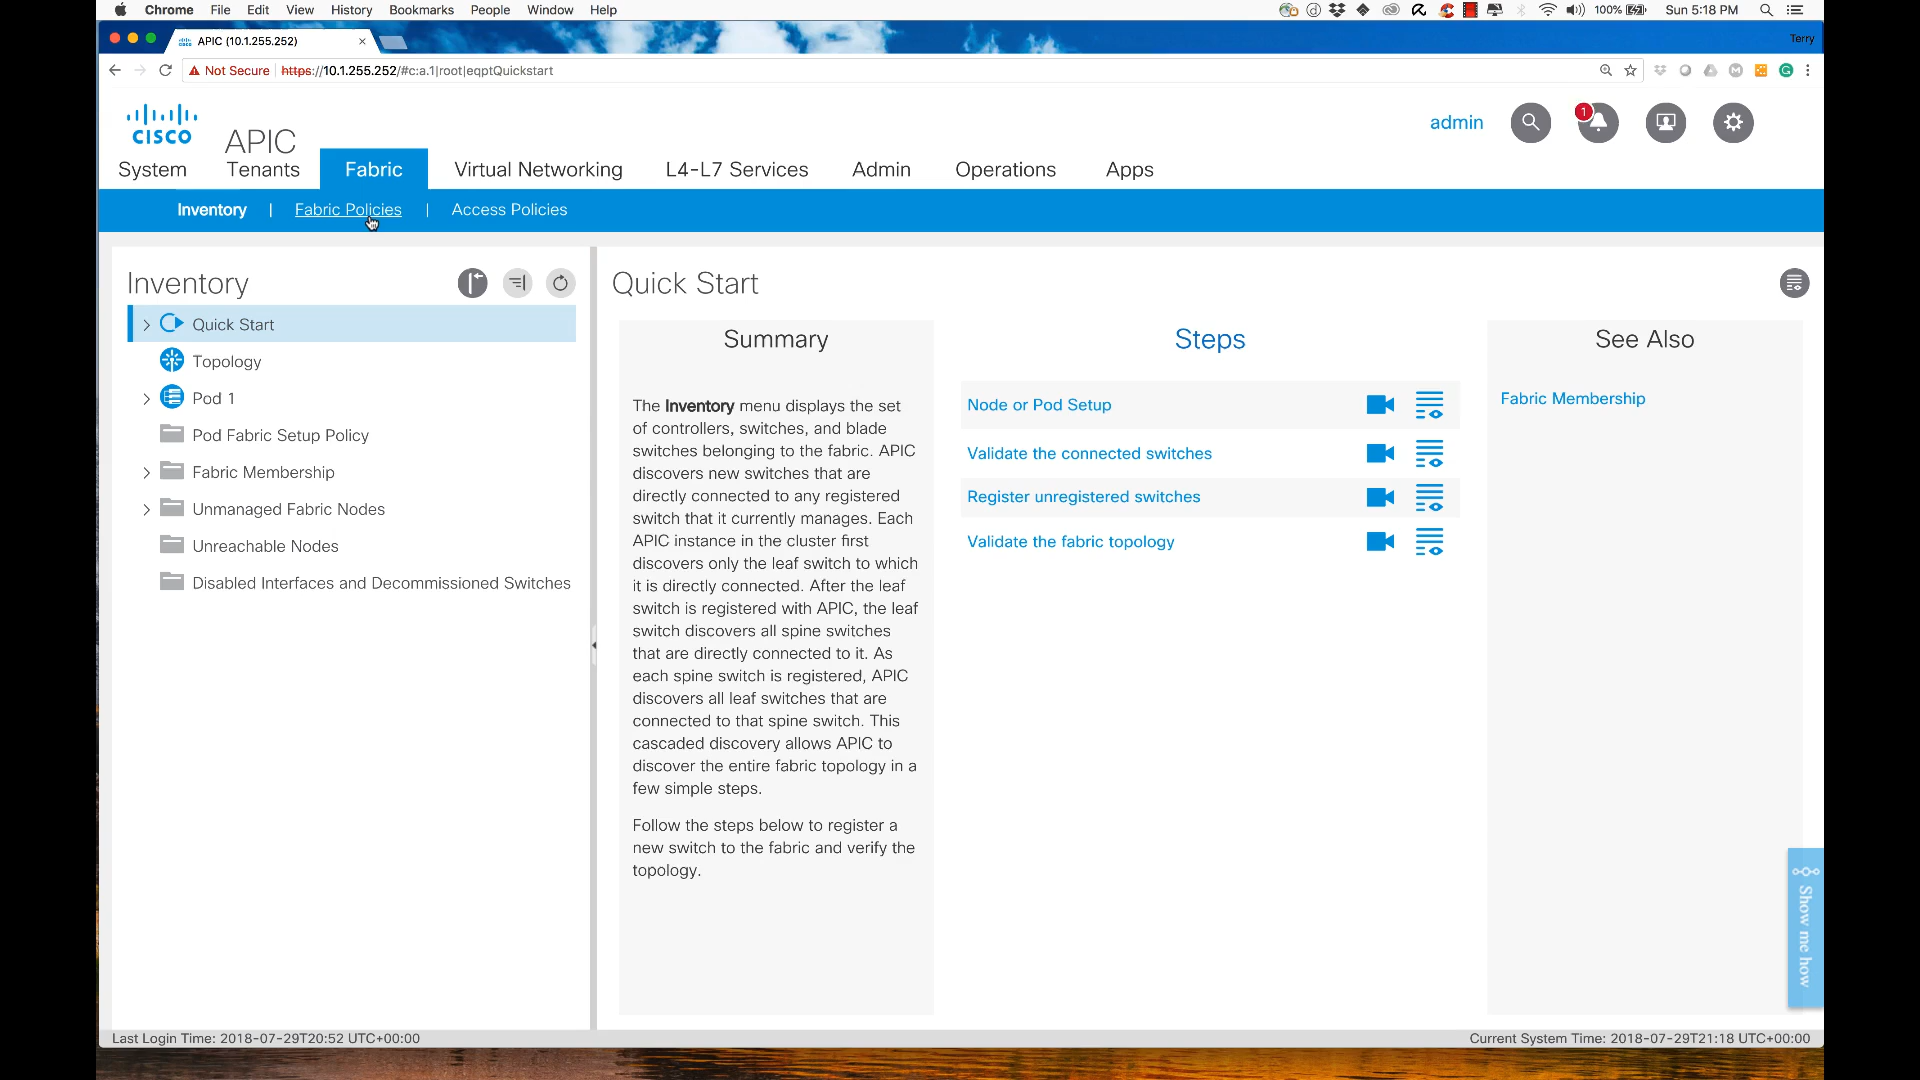 Chrome File Edit View History Bookmarks People Window Help
100% Sun 5:18 PM
APIC (10.1.255.252)
Terry
Not Secure https://10.1.255.252/#c:a.1|root|eqptQuickstart
CISCO
APIC
admin
1
System Tenants Fabric Virtual Networking L4-L7 Services Admin Operations Apps
Inventory | Fabric Policies | Access Policies
Inventory
Quick Start
Topology
Pod 1
Pod Fabric Setup Policy
Fabric Membership
Unmanaged Fabric Nodes
Unreachable Nodes
Disabled Interfaces and Decommissioned Switches
Quick Start
Summary
The Inventory menu displays the set
of controllers, switches, and blade
switches belonging to the fabric. APIC
discovers new switches that are
directly connected to any registered
switch that it currently manages. Each
APIC instance in the cluster first
discovers only the leaf switch to which
it is directly connected. After the leaf
switch is registered with APIC, the leaf
switch discovers all spine switches
that are directly connected to it. As
each spine switch is registered, APIC
discovers all leaf switches that are
connected to that spine switch. This
cascaded discovery allows APIC to
discover the entire fabric topology in a
few simple steps.
Follow the steps below to register a
new switch to the fabric and verify the
topology.
Steps
Node or Pod Setup
Validate the connected switches
Register unregistered switches
Validate the fabric topology
See Also
Fabric Membership
Show me how
Last Login Time: 2018-07-29T20:52 UTC+00:00
Current System Time: 2018-07-29T21:18 UTC+00:00